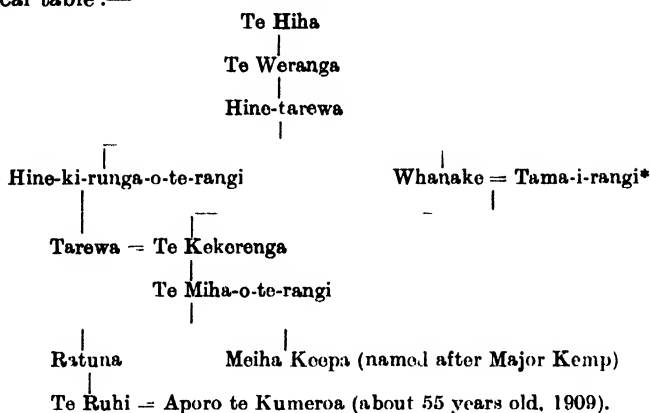 cal table :—
Te Hiha
Te Weranga
Hine-tarewa
Hine-ki-runga-o-te-rangi Whanake = Tama-i-rangi*
Tarewa = Te Kekerenga
Te Miha-o-te-rangi
Ratuna Meiha Keepa (named after Major Kemp)
Te Ruhi = Aporo te Kumeroa (about 55 years old, 1909).